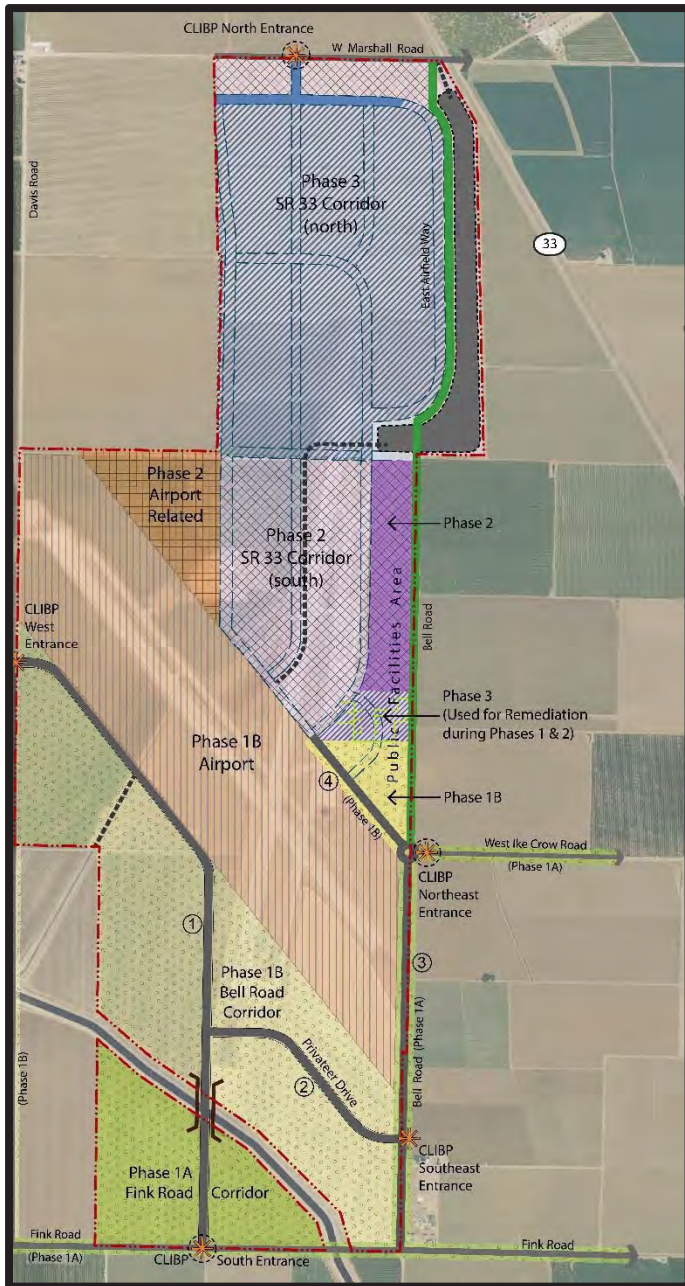 CLIBP North Entrance
W Marshall Road
Davis Road
Phase 3
SR 33 Corridor
(north)
East Airfield Way
33
Phase 2
Airport
Related
Phase 2
SR 33 Corridor
(south)
Phase 2
Bell Road
Public Facilities Area
CLIBP
West
Entrance
Phase 3
(Used for Remediation
during Phases 1 & 2)
Phase 1B
Airport
4
(Phase 1B)
Phase 1B
West Ike Crow Road
(Phase 1A)
CLIBP
Northeast
Entrance
1
3
Phase 1B
Bell Road
Corridor
Bell Road (Phase 1A)
Privateer Drive
2
(Phase 1B)
CLIBP
Southeast
Entrance
Phase 1A
Fink Road Corridor
Fink Road
(Phase 1A)
CLIBP South Entrance
Fink Road